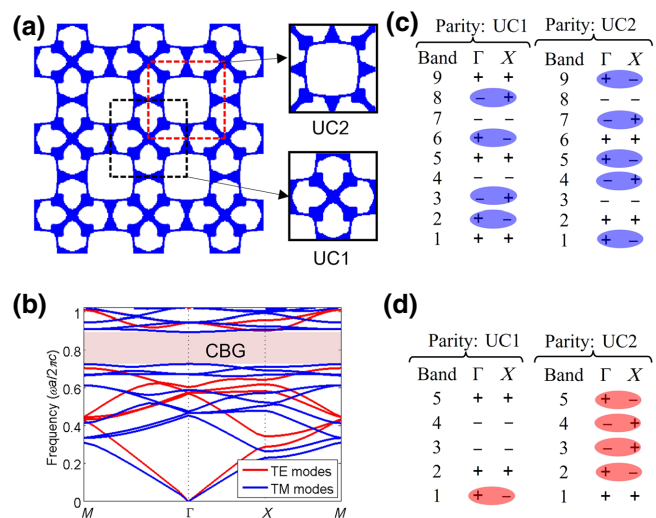 (a)
UC2
UC1
(b)
Frequency (ωa/2πc)
1
0.8
0.6
0.4
0.2
0
CBG
TE modes
TM modes
M Γ X M
(c)
Parity: UC1
Band Γ X
9 + +
8 – +
7 – –
6 + –
5 + +
4 – –
3 – +
2 + –
1 + +
Parity: UC2
Band Γ X
9 + –
8 – –
7 – +
6 + +
5 + –
4 – +
3 – –
2 + +
1 + –
(d)
Parity: UC1
Band Γ X
5 + +
4 – –
3 – –
2 + +
1 + –
Parity: UC2
Band Γ X
5 + –
4 – +
3 – +
2 + –
1 + +